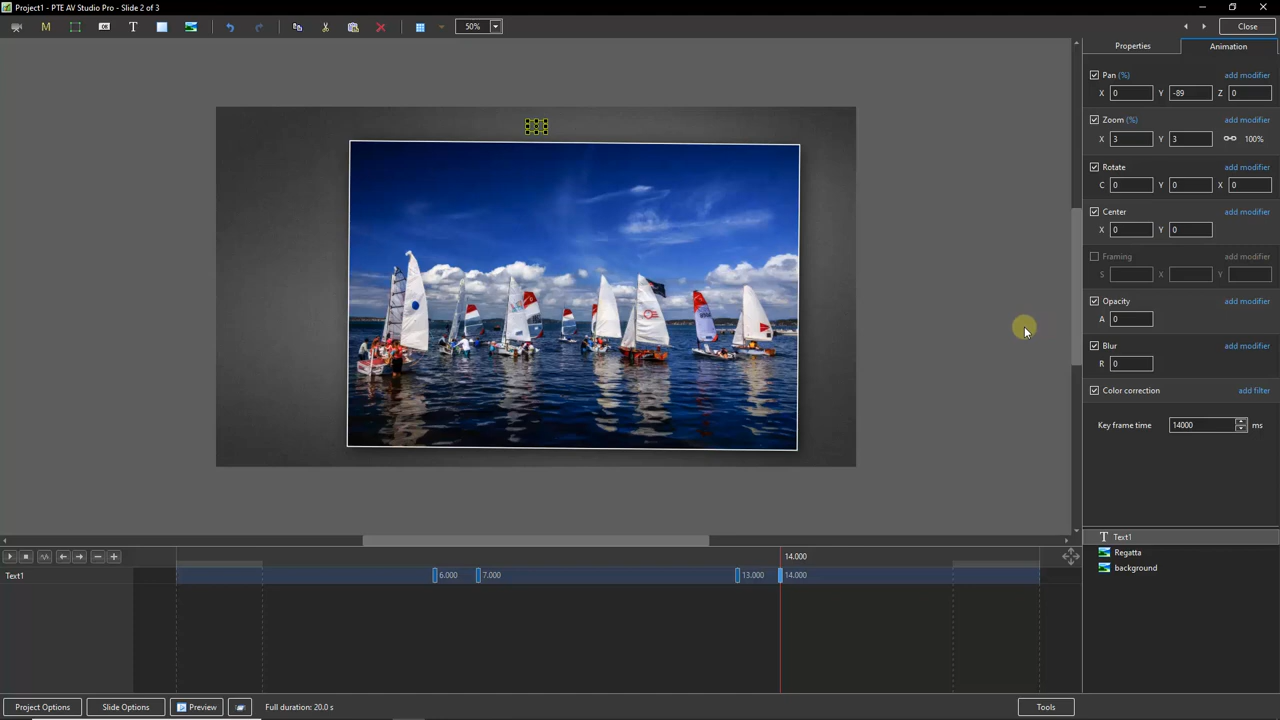 Project1 - PTE AV Studio Pro - Slide 2 of 3
M OK T 50% Close
Properties Animation
Pan (%) add modifier
X 0 Y -89 Z 0
Zoom (%) add modifier
X 3 Y 3 100%
Rotate add modifier
C 0 Y 0 X 0
Center add modifier
X 0 Y 0
Framing add modifier
S X Y
Opacity add modifier
A 0
Blur add modifier
R 0
Color correction add filter
Key frame time 14000 ms
T Text1
Regatta
background
14.000
Text1 6.000 7.000 13.000 14.000
Project Options Slide Options Preview Full duration: 20.0 s Tools